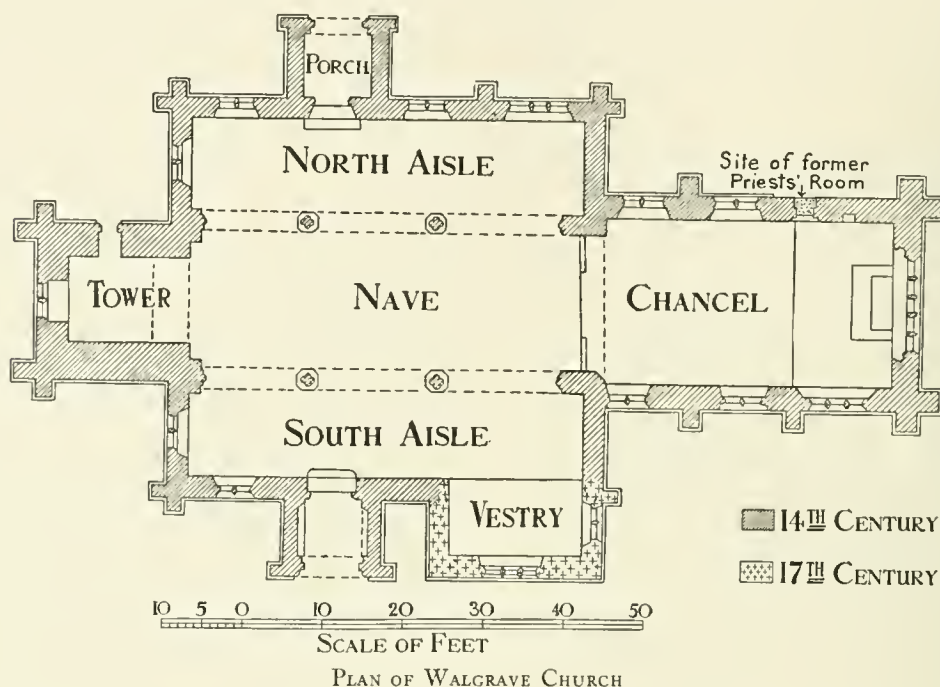 PORCH
NORTH AISLE
Site of former
Priests' Room
TOWER
NAVE
CHANCEL
SOUTH AISLE
VESTRY
14TH CENTURY
17TH CENTURY
10 5 0 10 20 30 40 50
SCALE OF FEET
PLAN OF WALGRAVE CHURCH